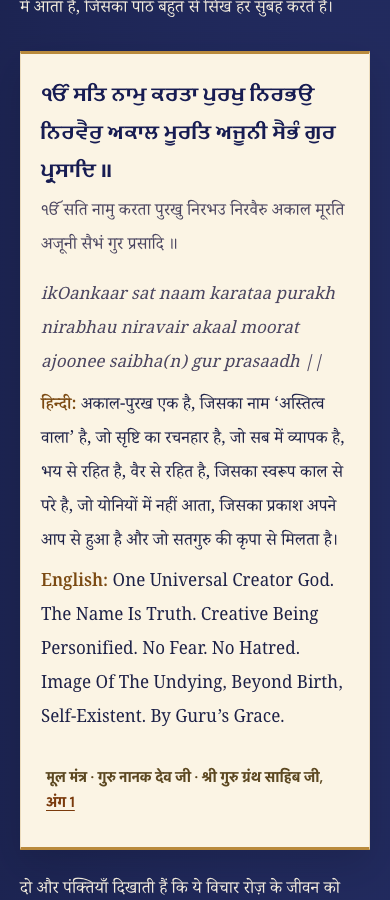 में आता है, जिसका पाठ बहुत से सिख हर सुबह करते हैं।
ੴ ਸਤਿ ਨਾਮੁ ਕਰਤਾ ਪੁਰਖੁ ਨਿਰਭਉ
ਨਿਰਵੈਰੁ ਅਕਾਲ ਮੂਰਤਿ ਅਜੂਨੀ ਸੈਭੰ ਗੁਰ
ਪ੍ਰਸਾਦਿ ॥
ੴ सति नामु करता पुरखु निरभउ निरवैरु अकाल मूरति
अजूनी सैभं गुर प्रसादि ॥
ikOankaar sat naam karataa purakh
nirabhau niravair akaal moorat
ajoonee saibha(n) gur prasaadh ||
हिन्दी: अकाल-पुरख एक है, जिसका नाम ‘अस्तित्व
वाला’ है, जो सृष्टि का रचनहार है, जो सब में व्यापक है,
भय से रहित है, वैर से रहित है, जिसका स्वरूप काल से
परे है, जो योनियों में नहीं आता, जिसका प्रकाश अपने
आप से हुआ है और जो सतगुरु की कृपा से मिलता है।
English: One Universal Creator God.
The Name Is Truth. Creative Being
Personified. No Fear. No Hatred.
Image Of The Undying, Beyond Birth,
Self-Existent. By Guru’s Grace.
मूल मंत्र · गुरु नानक देव जी · श्री गुरु ग्रंथ साहिब जी,
अंग 1
दो और पंक्तियाँ दिखाती हैं कि ये विचार रोज़ के जीवन को